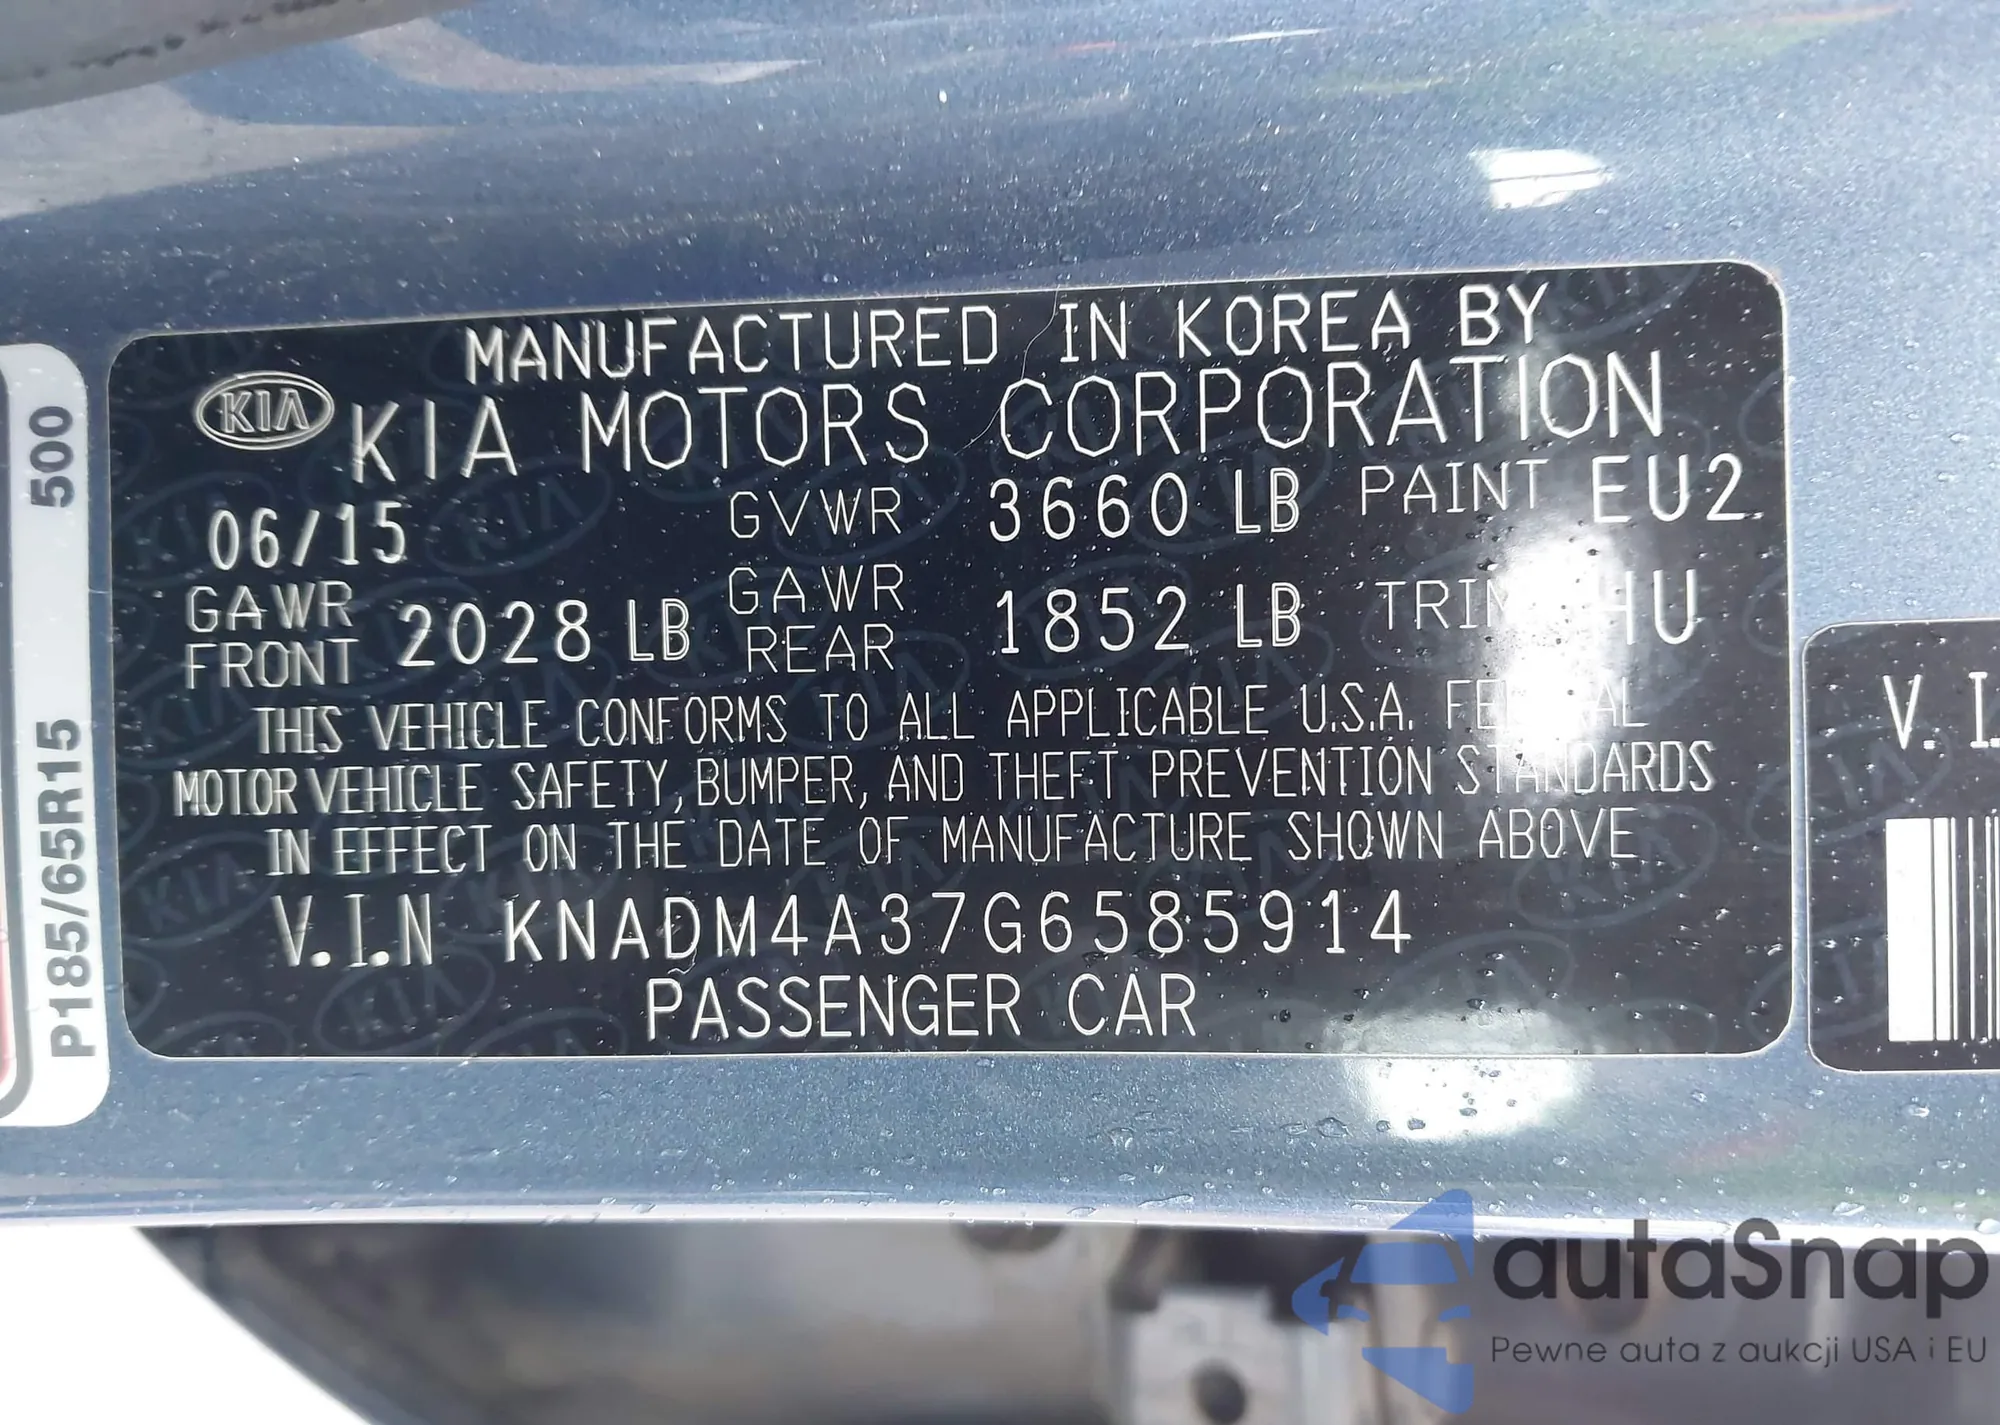 MANUFACTURED IN KOREA BY
KIA KIA MOTORS CORPORATION
06/15 GVWR 3660 LB PAINT EU2
GAWR FRONT 2028 LB GAWR REAR 1852 LB TRIM HU
THIS VEHICLE CONFORMS TO ALL APPLICABLE U.S.A. FEDERAL
MOTOR VEHICLE SAFETY, BUMPER, AND THEFT PREVENTION STANDARDS
IN EFFECT ON THE DATE OF MANUFACTURE SHOWN ABOVE
V.I.N KNADM4A37G6585914
PASSENGER CAR
P185/65R15 500
V. I.
autaSnap
Pewne auta z aukcji USA i EU